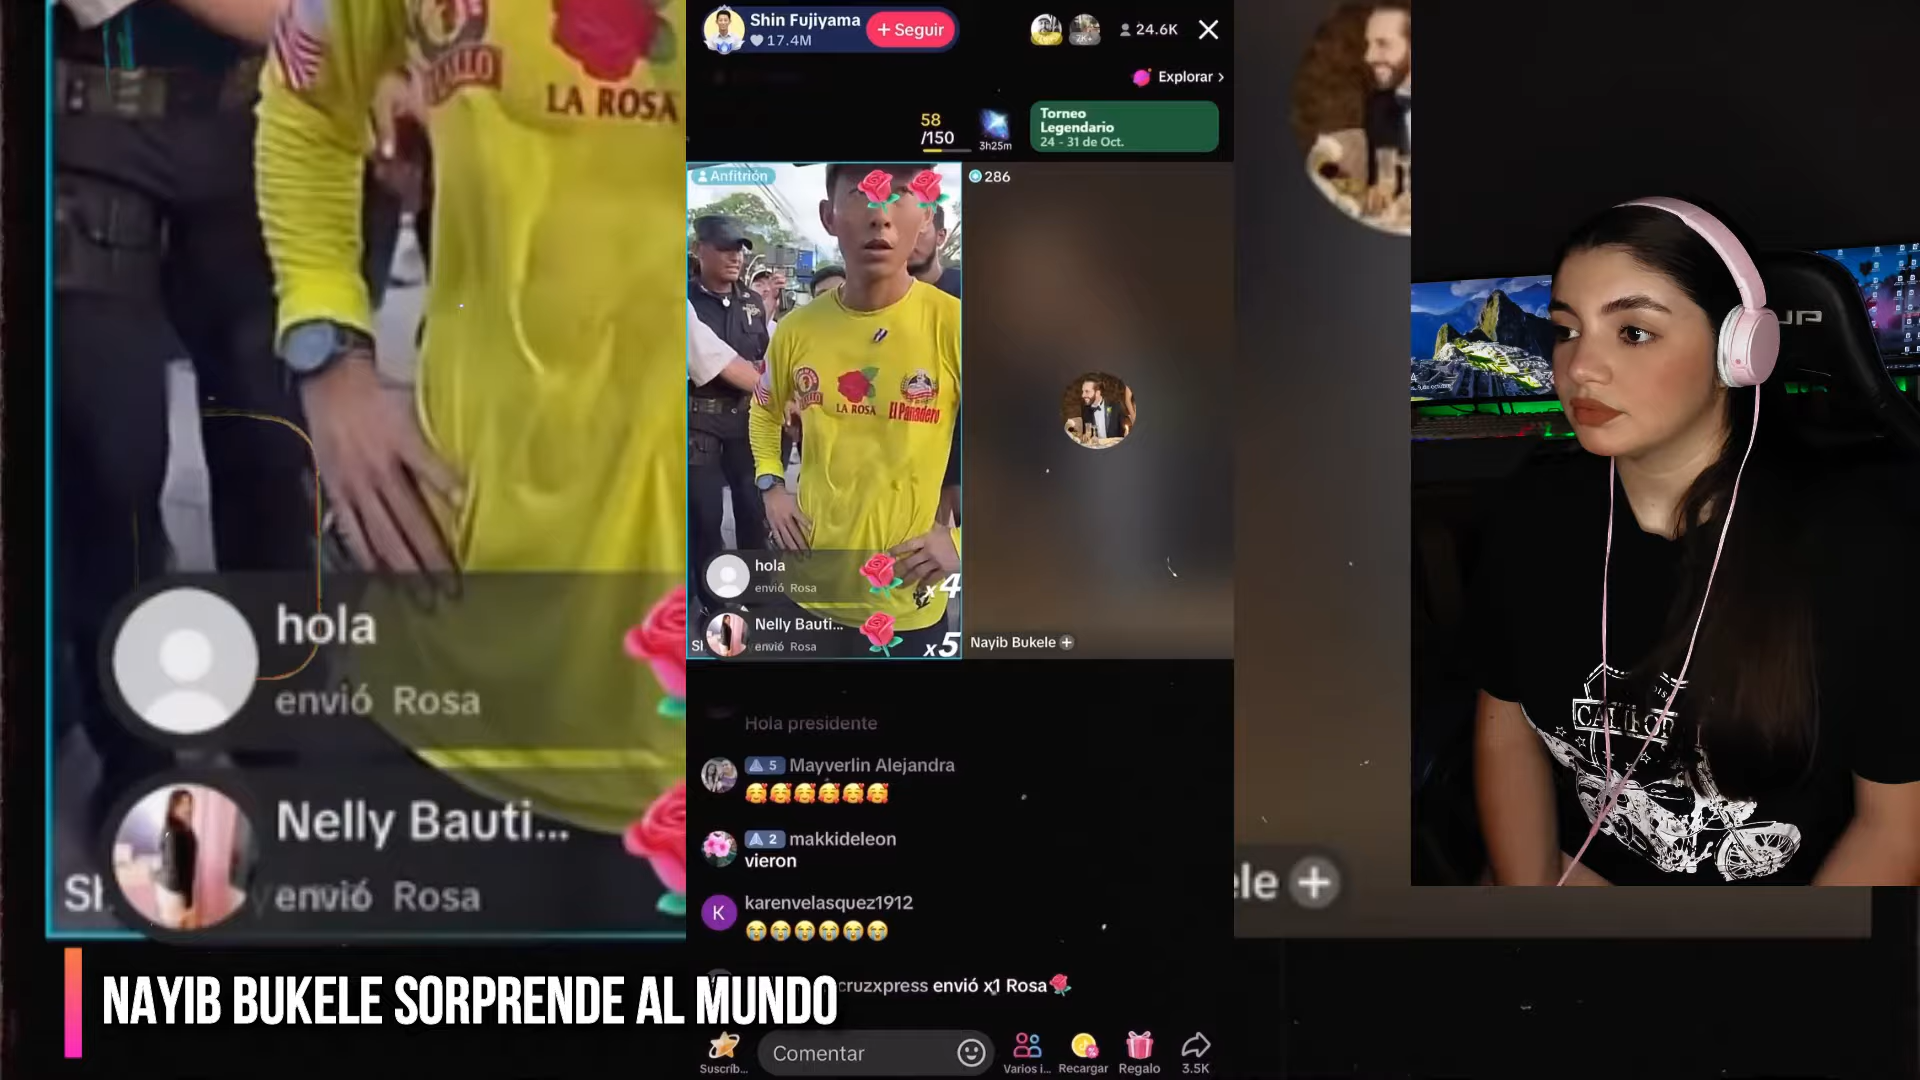 Shin Fujiyama
17.4M
+ Seguir
24.6K
Explorar >
58
/150
3h25m
Torneo
Legendario
24 - 31 de Oct.
Anfitrión
286
LA ROSA
El Panadero
hola
envió Rosa
x4
Nelly Bauti...
envió Rosa
x5
Nayib Bukele +
Hola presidente
5 Mayverlin Alejandra
🥰🥰🥰🥰🥰🥰
2 makkideleon
vieron
K
karenvelasquez1912
😭😭😭😭😭😭
cruzxpress envió x1 Rosa🌹
Comentar
Suscríb...
Varios i...
Recargar
Regalo
3.5K
LA ROSA
hola
envió Rosa
Nelly Bauti...
envió Rosa
ele +
NAYIB BUKELE SORPRENDE AL MUNDO